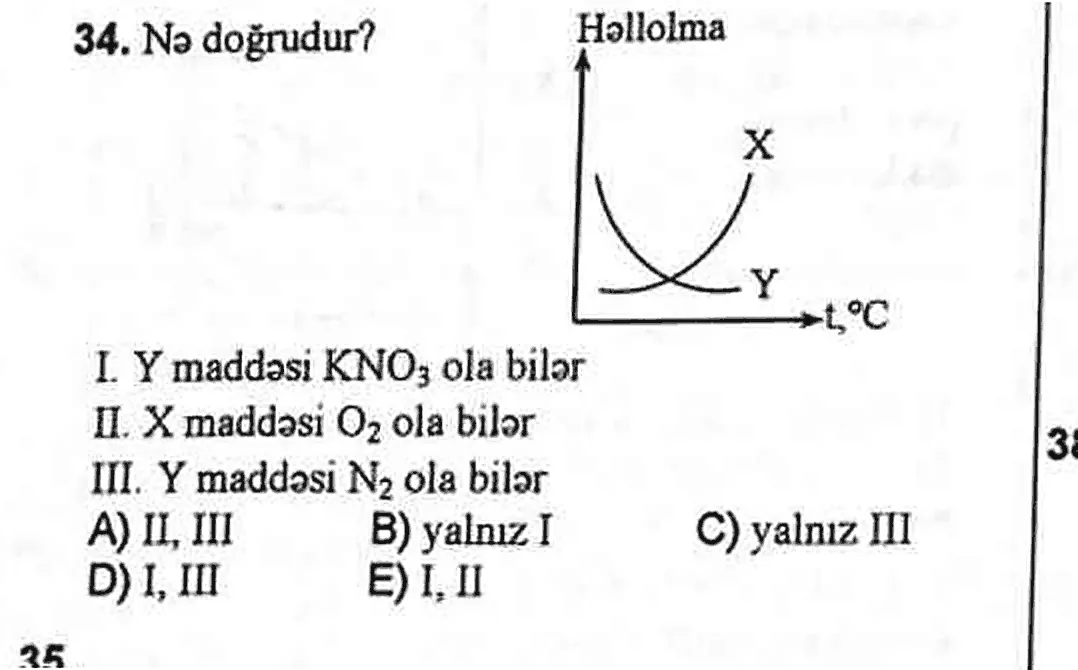 34. Nə doğrudur?
Həllolma
X
Y
t,°C
I. Y maddəsi KNO₃ ola bilər
II. X maddəsi O₂ ola bilər
III. Y maddəsi N₂ ola bilər
A) II, III B) yalnız I C) yalnız III
D) I, III E) I, II
35